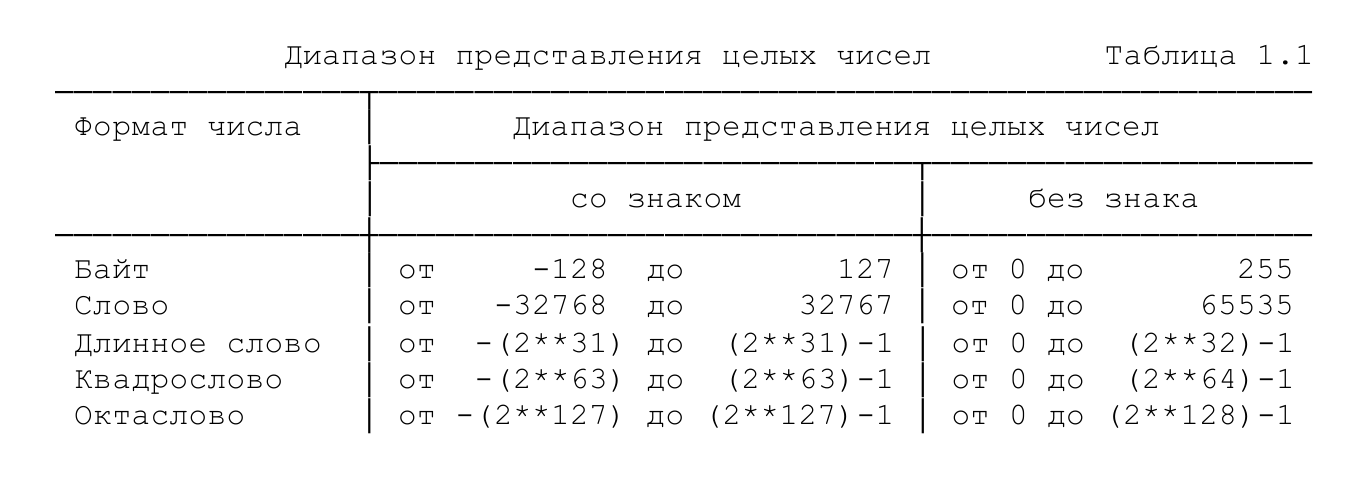 Диапазон представления целых чисел Таблица 1.1
Формат числа Диапазон представления целых чисел
со знаком без знака
Байт от -128 до 127 от 0 до 255
Слово от -32768 до 32767 от 0 до 65535
Длинное слово от -(2**31) до (2**31)-1 от 0 до (2**32)-1
Квадрослово от -(2**63) до (2**63)-1 от 0 до (2**64)-1
Октаслово от -(2**127) до (2**127)-1 от 0 до (2**128)-1